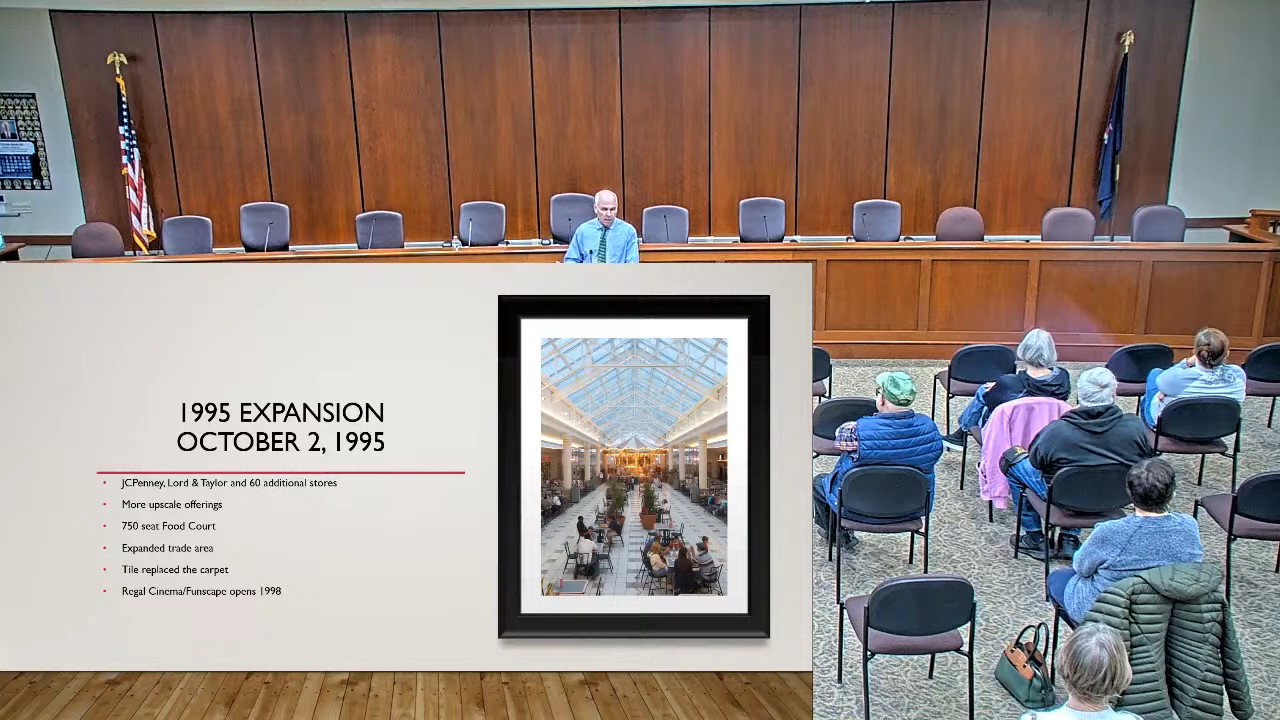 1995 EXPANSION
OCTOBER 2, 1995
• JCPenney, Lord & Taylor and 60 additional stores
• More upscale offerings
• 750 seat Food Court
• Expanded trade area
• Tile replaced the carpet
• Regal Cinema/Funscape opens 1998